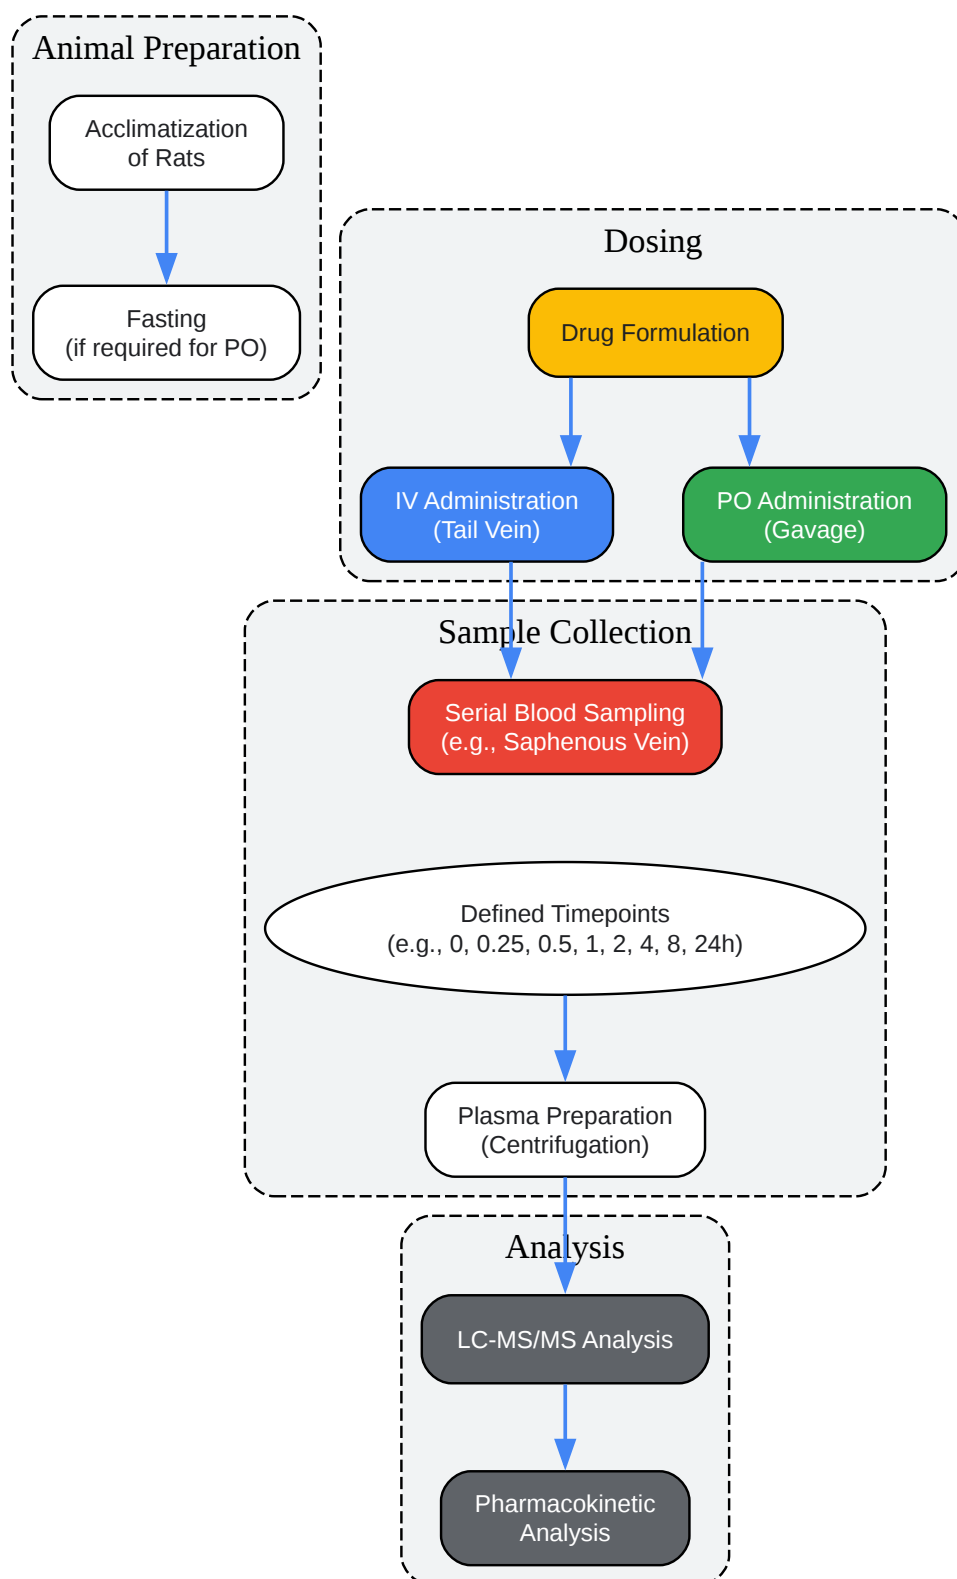 Animal Preparation
Acclimatization
of Rats
Fasting
(if required for PO)
Dosing
Drug Formulation
IV Administration
(Tail Vein)
PO Administration
(Gavage)
Sample Collection
Serial Blood Sampling
(e.g., Saphenous Vein)
Defined Timepoints
(e.g., 0, 0.25, 0.5, 1, 2, 4, 8, 24h)
Plasma Preparation
(Centrifugation)
Analysis
LC-MS/MS Analysis
Pharmacokinetic
Analysis